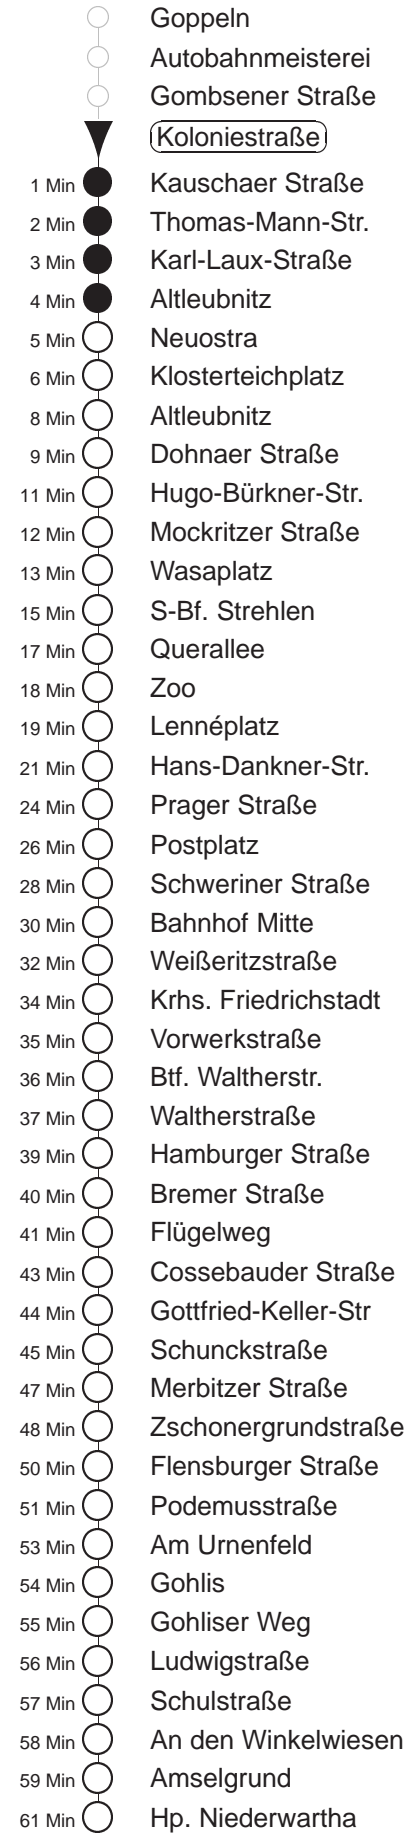 Goppeln
Autobahnmeisterei
Gombsener Straße
Koloniestraße
1 Min Kauschaer Straße
2 Min Thomas-Mann-Str.
3 Min Karl-Laux-Straße
4 Min Altleubnitz
5 Min Neuostra
6 Min Klosterteichplatz
8 Min Altleubnitz
9 Min Dohnaer Straße
11 Min Hugo-Bürkner-Str.
12 Min Mockritzer Straße
13 Min Wasaplatz
15 Min S-Bf. Strehlen
17 Min Querallee
18 Min Zoo
19 Min Lennéplatz
21 Min Hans-Dankner-Str.
24 Min Prager Straße
26 Min Postplatz
28 Min Schweriner Straße
30 Min Bahnhof Mitte
32 Min Weißeritzstraße
34 Min Krhs. Friedrichstadt
35 Min Vorwerkstraße
36 Min Btf. Waltherstr.
37 Min Waltherstraße
39 Min Hamburger Straße
40 Min Bremer Straße
41 Min Flügelweg
43 Min Cossebauder Straße
44 Min Gottfried-Keller-Str
45 Min Schunckstraße
47 Min Merbitzer Straße
48 Min Zschonergrundstraße
50 Min Flensburger Straße
51 Min Podemusstraße
53 Min Am Urnenfeld
54 Min Gohlis
55 Min Gohliser Weg
56 Min Ludwigstraße
57 Min Schulstraße
58 Min An den Winkelwiesen
59 Min Amselgrund
61 Min Hp. Niederwartha